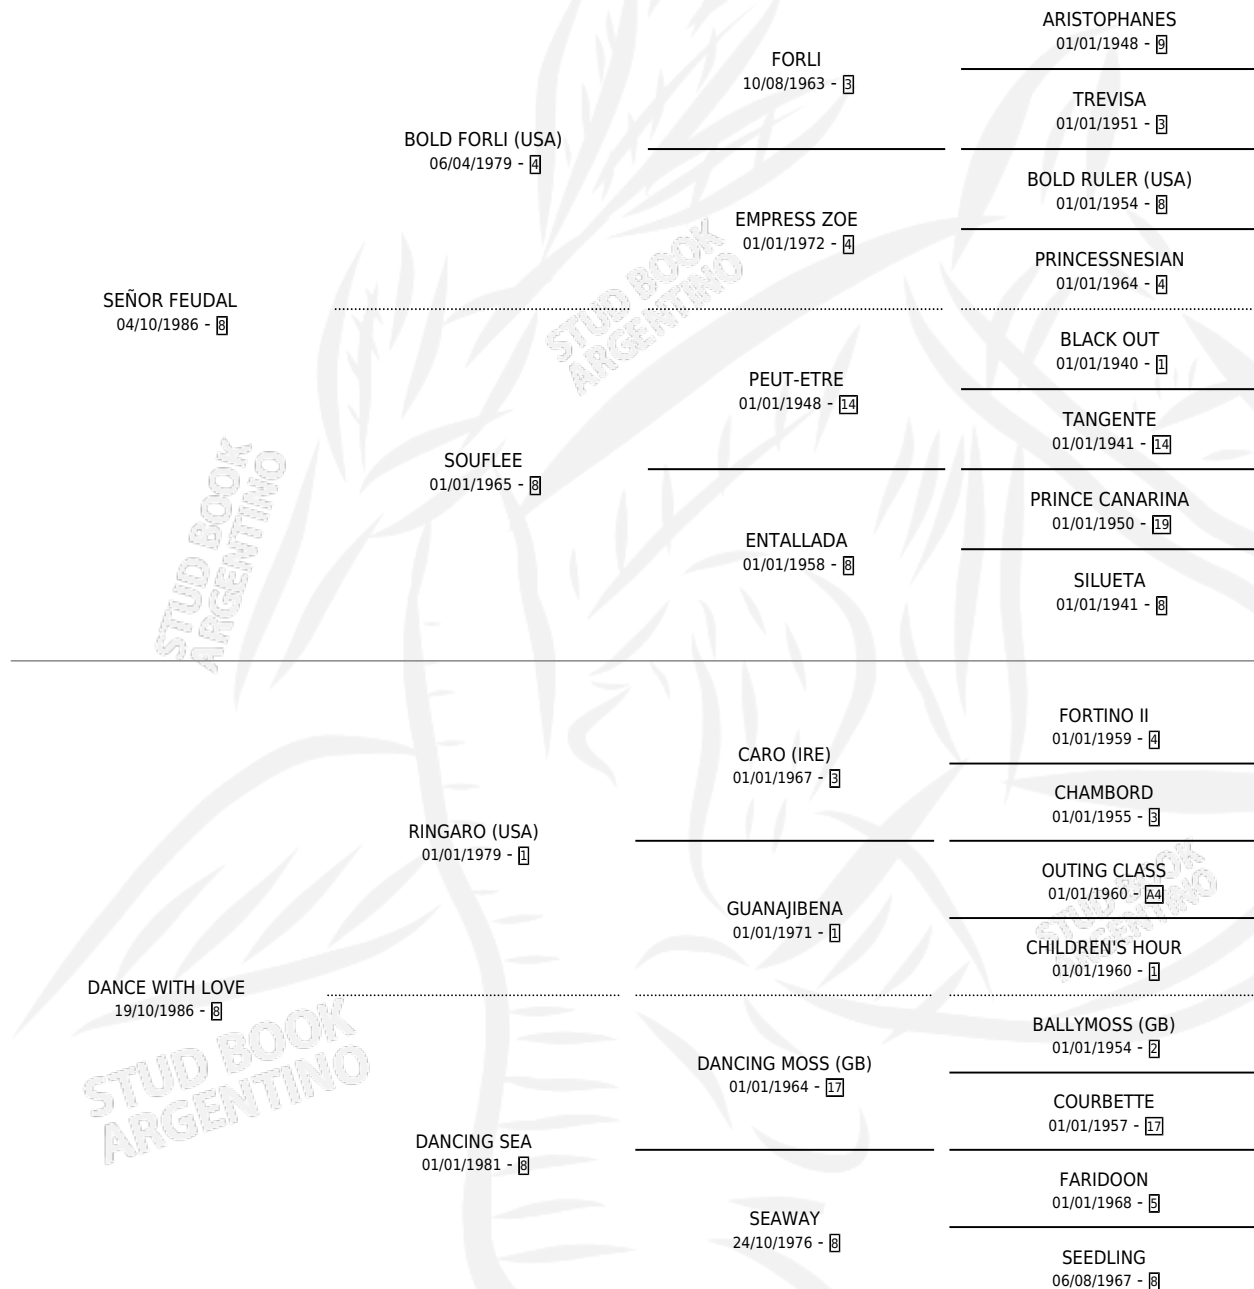 ARISTOPHANES
01/01/1948 - 9
FORLI
10/08/1963 - 3
TREVISA
01/01/1951 - 3
BOLD FORLI (USA)
06/04/1979 - 4
BOLD RULER (USA)
01/01/1954 - 8
EMPRESS ZOE
01/01/1972 - 4
PRINCESSNESIAN
01/01/1964 - 4
SEÑOR FEUDAL
04/10/1986 - 8
STUD BOOK
ARGENTINO
BLACK OUT
01/01/1940 - 1
PEUT-ETRE
01/01/1948 - 14
TANGENTE
01/01/1941 - 14
SOUFLEE
01/01/1965 - 8
PRINCE CANARINA
01/01/1950 - 19
ENTALLADA
01/01/1958 - 8
SILUETA
01/01/1941 - 8
STUD BOOK
ARGENTINO
FORTINO II
01/01/1959 - 4
CARO (IRE)
01/01/1967 - 3
CHAMBORD
01/01/1955 - 3
RINGARO (USA)
01/01/1979 - 1
OUTING CLASS
01/01/1960 - A4
GUANAJIBENA
01/01/1971 - 1
CHILDREN'S HOUR
01/01/1960 - 1
STUD BOOK
ARGENTINO
DANCE WITH LOVE
19/10/1986 - 8
STUD BOOK
ARGENTINO
BALLYMOSS (GB)
01/01/1954 - 2
DANCING MOSS (GB)
01/01/1964 - 17
COURBETTE
01/01/1957 - 17
DANCING SEA
01/01/1981 - 8
FARIDOON
01/01/1968 - 5
SEAWAY
24/10/1976 - 8
SEEDLING
06/08/1967 - 8